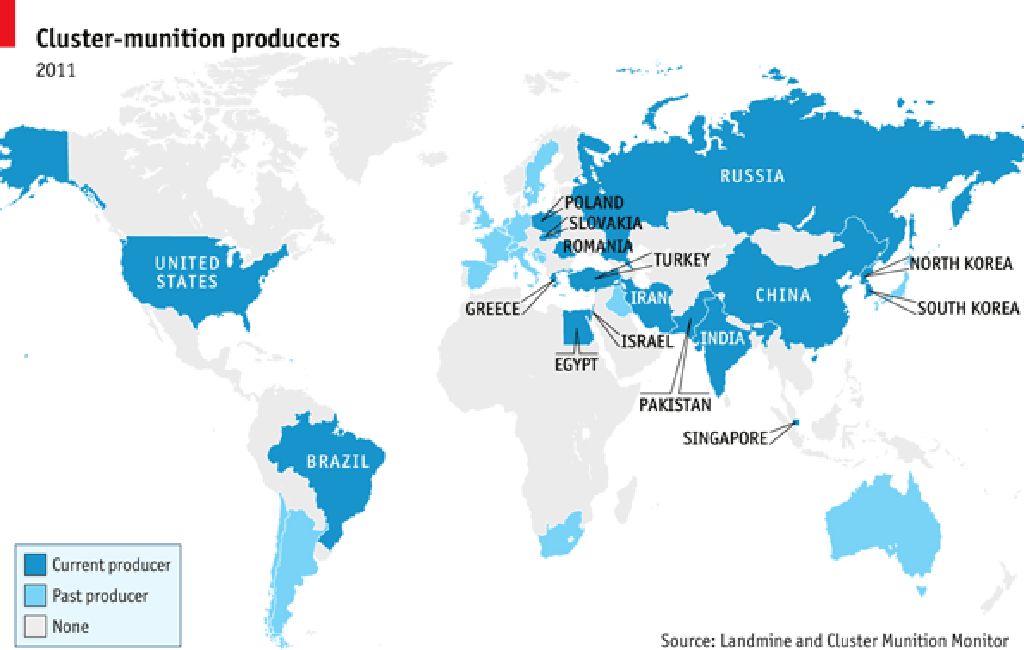 Cluster-munition producers
2011
RUSSIA
POLAND
SLOVAKIA
ROMANIA
TURKEY
NORTH KOREA
UNITED
STATES
GREECE
IRAN
CHINA
SOUTH KOREA
ISRAEL
INDIA
EGYPT
PAKISTAN
SINGAPORE
BRAZIL
Current producer
Past producer
None
Source: Landmine and Cluster Munition Monitor